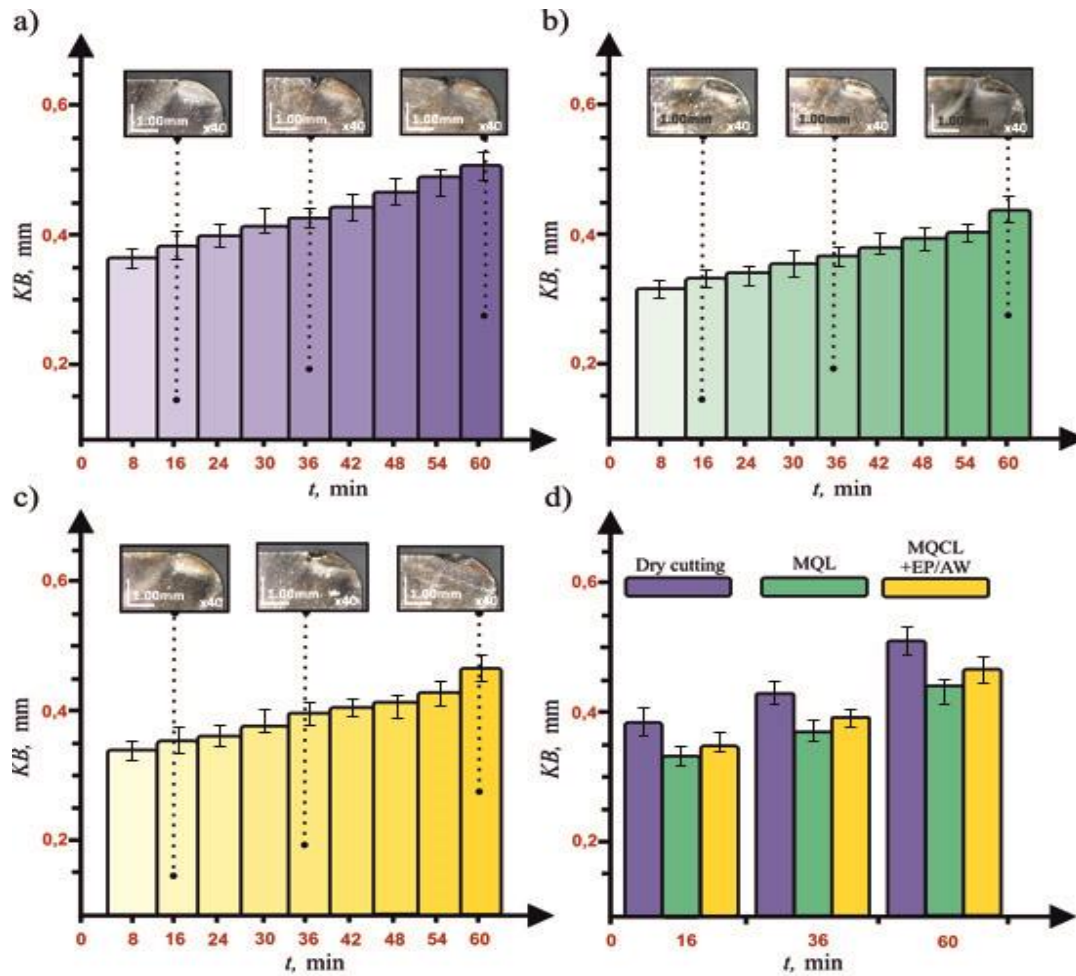 a)
1.00mm x40
1.00mm x40
1.00mm x40
0,6
0,4
0,2
KB, mm
0 8 16 24 30 36 42 48 54 60
t, min
b)
1.00mm x40
1.00mm x40
1.00mm x40
0,6
0,4
0,2
KB, mm
0 8 16 24 30 36 42 48 54 60
t, min
c)
1.00mm x40
1.00mm x40
1.00mm x40
0,6
0,4
0,2
KB, mm
0 8 16 24 30 36 42 48 54 60
t, min
d)
Dry cutting
MQL
MQCL
+EP/AW
0,6
0,4
0,2
KB, mm
0 16 36 60
t, min